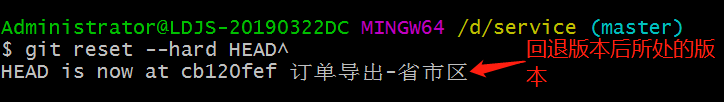 Administrator@LDJS-20190322DC MINGW64 /d/service (master)
$ git reset --hard HEAD^
HEAD is now at cb120fef 订单导出-省市区
回退版本后所处的版
本